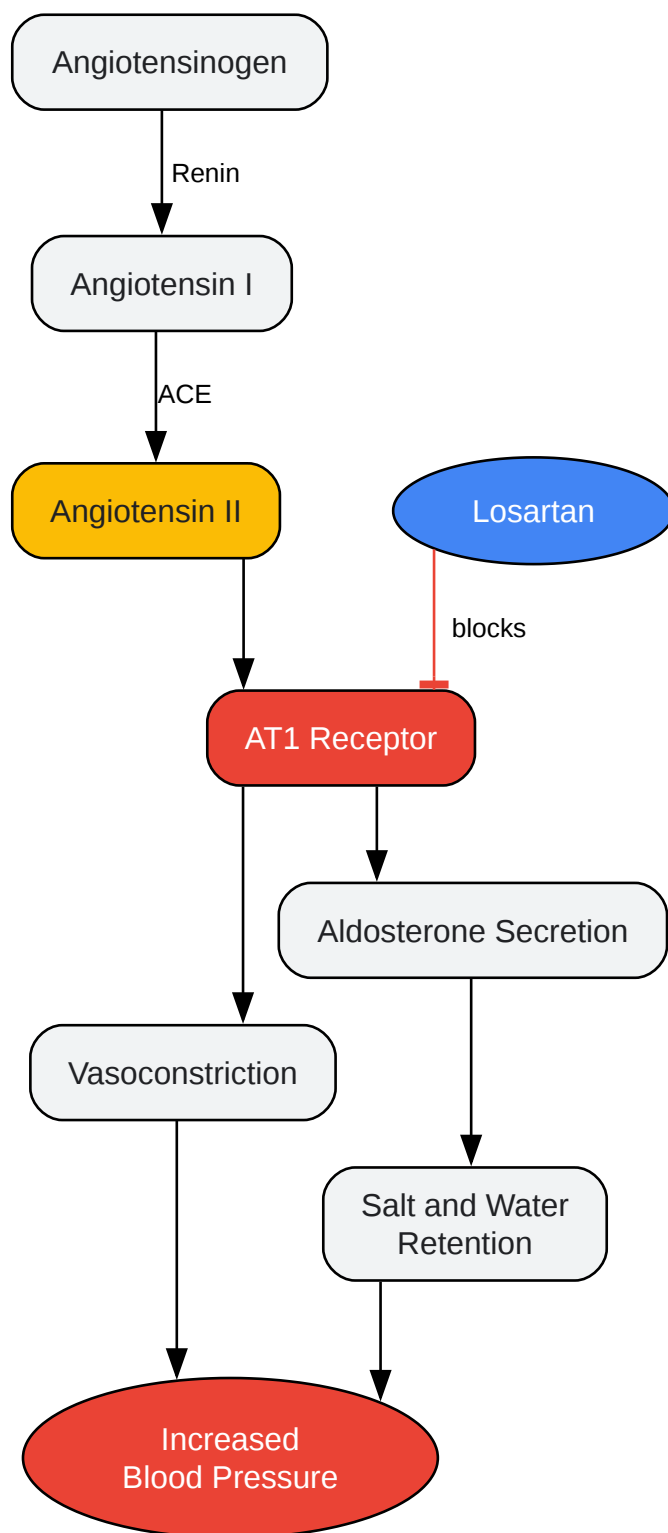 Angiotensinogen
Renin
Angiotensin I
ACE
Angiotensin II
Losartan
blocks
AT1 Receptor
Aldosterone Secretion
Vasoconstriction
Salt and Water
Retention
Increased
Blood Pressure